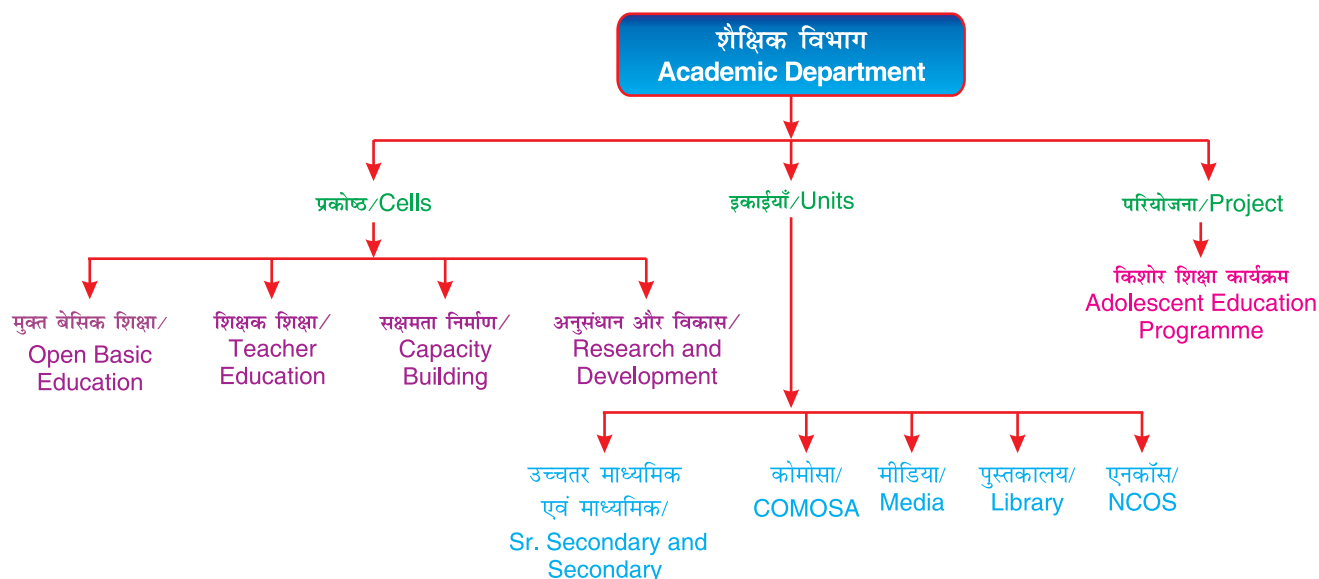 शैक्षिक विभाग
Academic Department
प्रकोष्ठ/Cells
इकाईयाँ/Units
परियोजना/Project
मुक्त बेसिक शिक्षा/
Open Basic
Education
शिक्षक शिक्षा/
Teacher
Education
सक्षमता निर्माण/
Capacity
Building
अनुसंधान और विकास/
Research and
Development
किशोर शिक्षा कार्यक्रम
Adolescent Education
Programme
उच्चतर माध्यमिक
एवं माध्यमिक/
Sr. Secondary and
Secondary
कोमोसा/
COMOSA
मीडिया/
Media
पुस्तकालय/
Library
एनकॉस/
NCOS